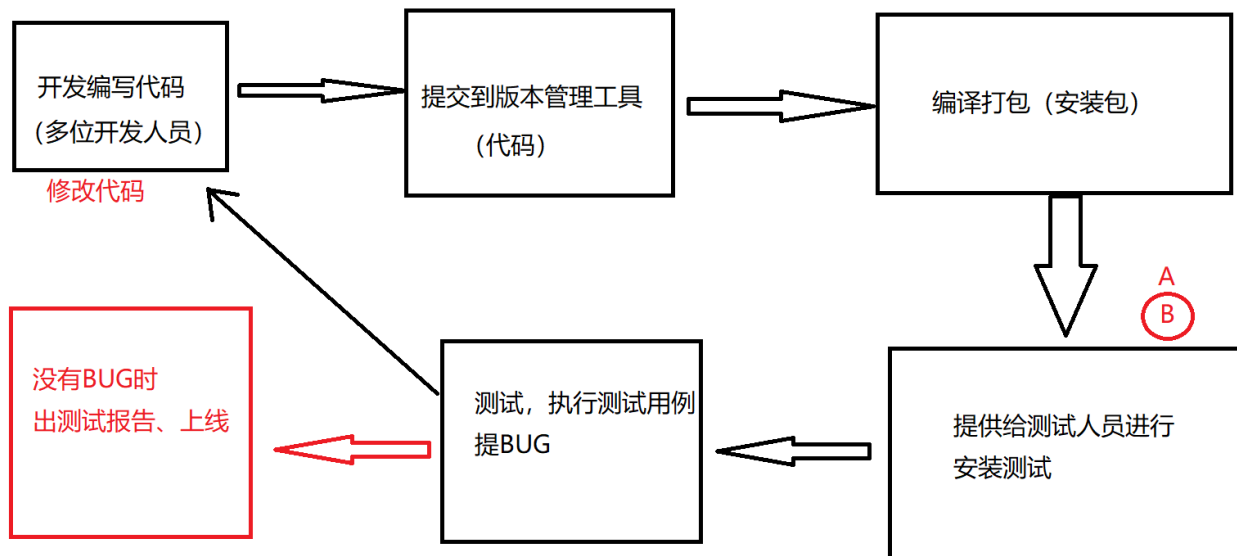 开发编写代码
（多位开发人员）
修改代码
提交到版本管理工具
（代码）
编译打包（安装包）
A
B
提供给测试人员进行
安装测试
测试，执行测试用例
提BUG
没有BUG时
出测试报告、上线